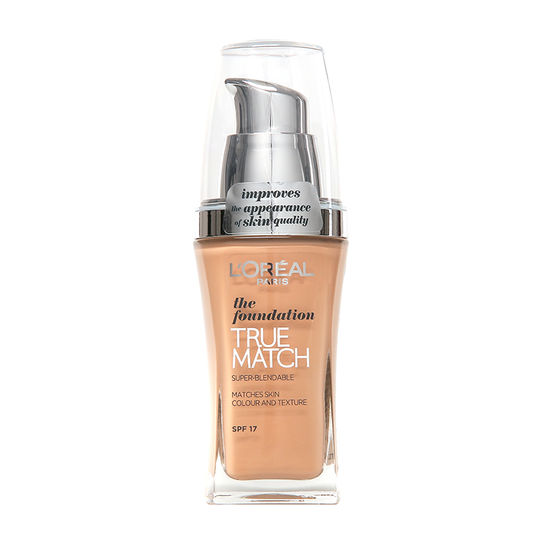 improves
the appearance
of skin quality
L'ORÉAL
PARIS
the
foundation
TRUE
MATCH
SUPER-BLENDABLE
MATCHES SKIN
COLOUR AND TEXTURE
SPF 17